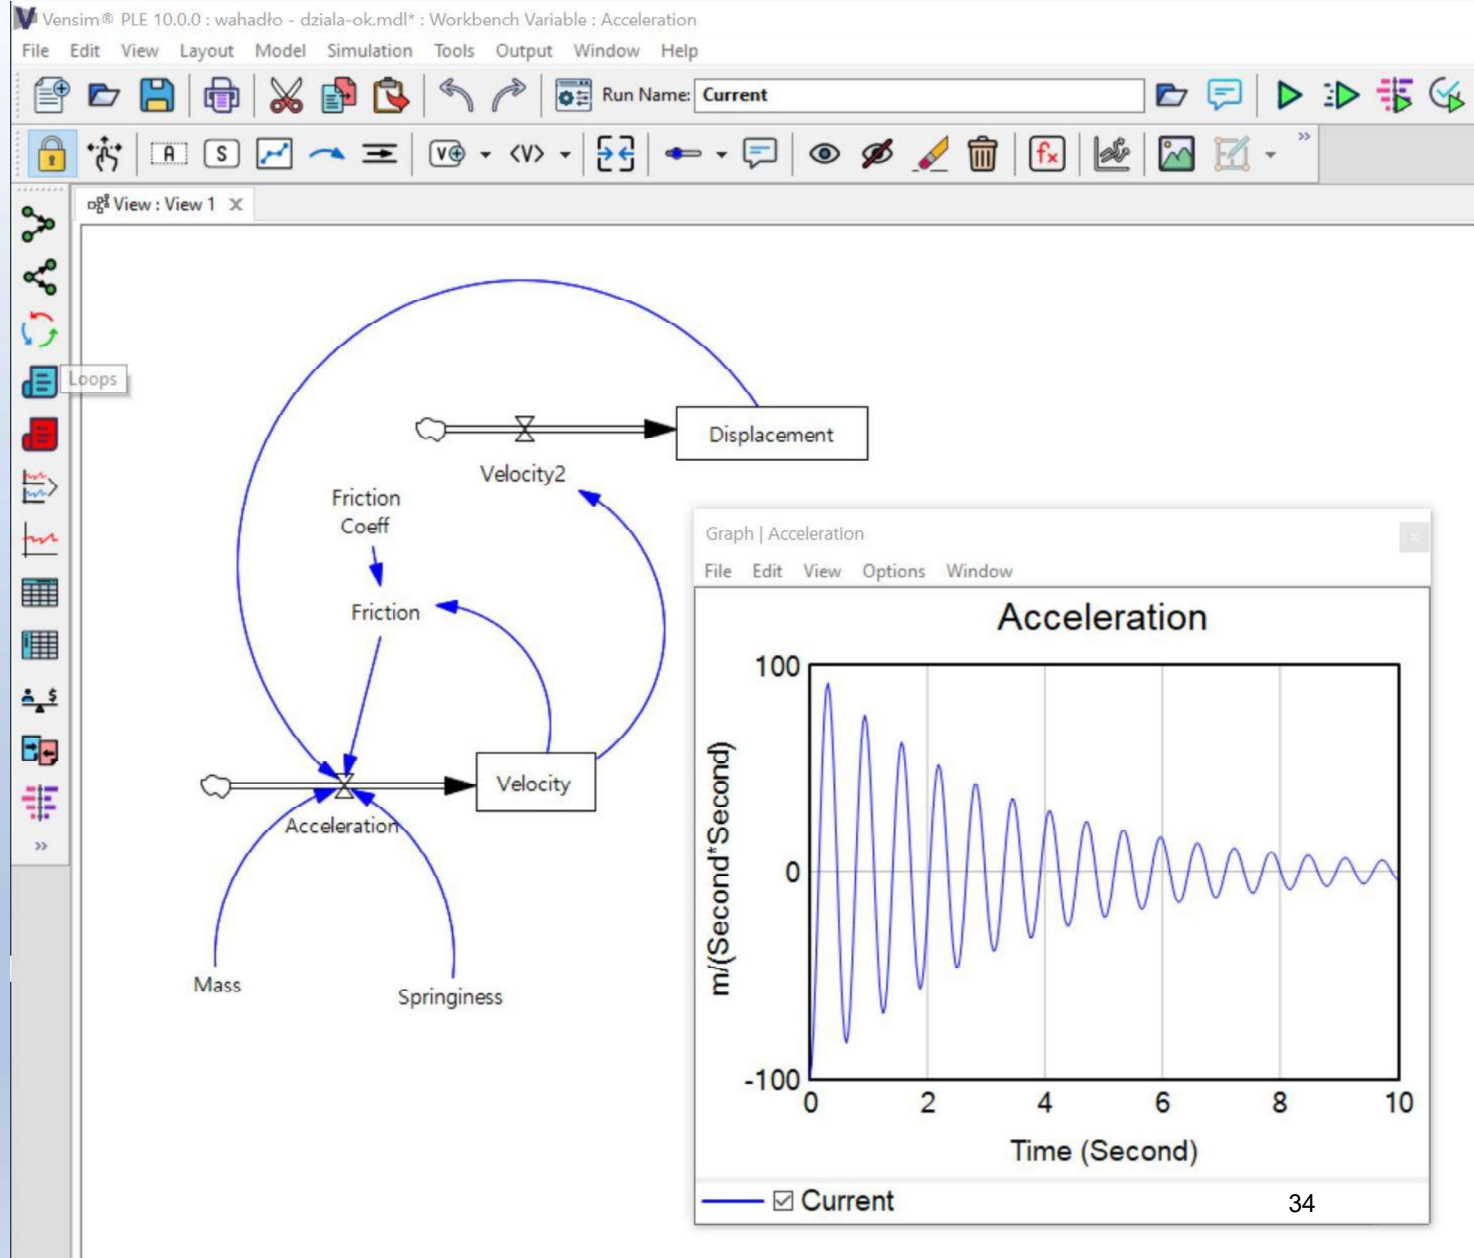 Vensim® PLE 10.0.0 : wahadło - dziala-ok.mdl* : Workbench Variable : Acceleration
File Edit View Layout Model Simulation Tools Output Window Help
Run Name: Current
A S V <V> fx
View : View 1
Loops
Displacement
Velocity2
Friction
Coeff
Friction
Velocity
Acceleration
Mass
Springiness
Graph | Acceleration
File Edit View Options Window
Acceleration
100
0
-100
m/(Second*Second)
0 2 4 6 8 10
Time (Second)
Current
34